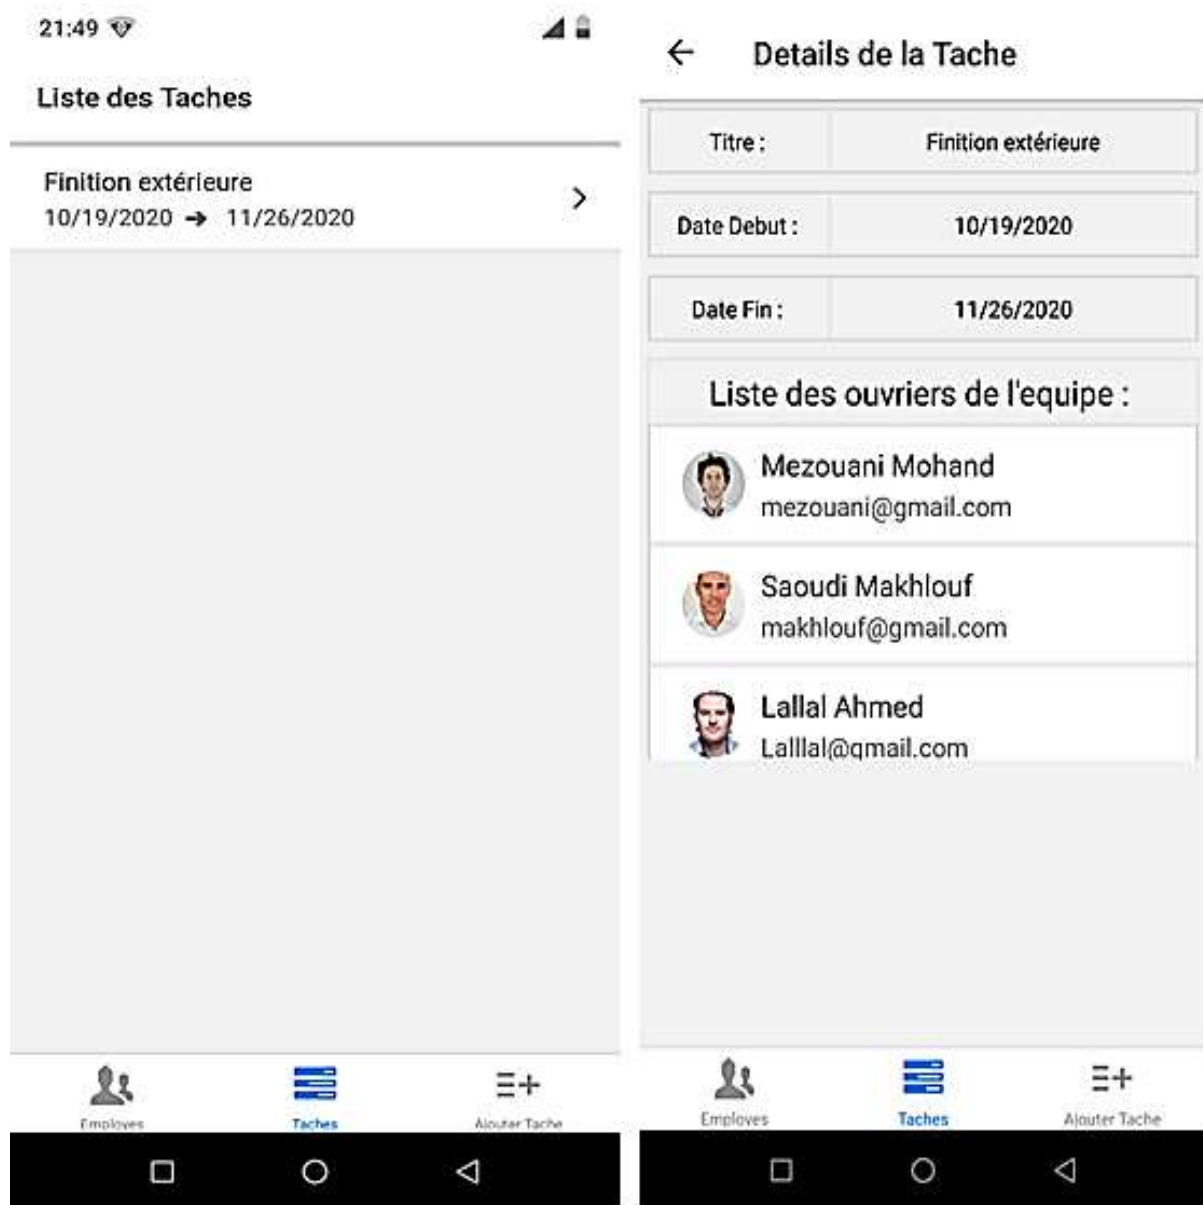 21:49
Liste des Taches
Finition extérieure
10/19/2020 → 11/26/2020
Employes
Taches
Ajouter Tache
← Details de la Tache
Titre : Finition extérieure
Date Debut : 10/19/2020
Date Fin : 11/26/2020
Liste des ouvriers de l'equipe :
Mezouani Mohand
mezouani@gmail.com
Saoudi Makhlouf
makhlouf@gmail.com
Lallal Ahmed
Lalllal@gmail.com
Employes
Taches
Ajouter Tache